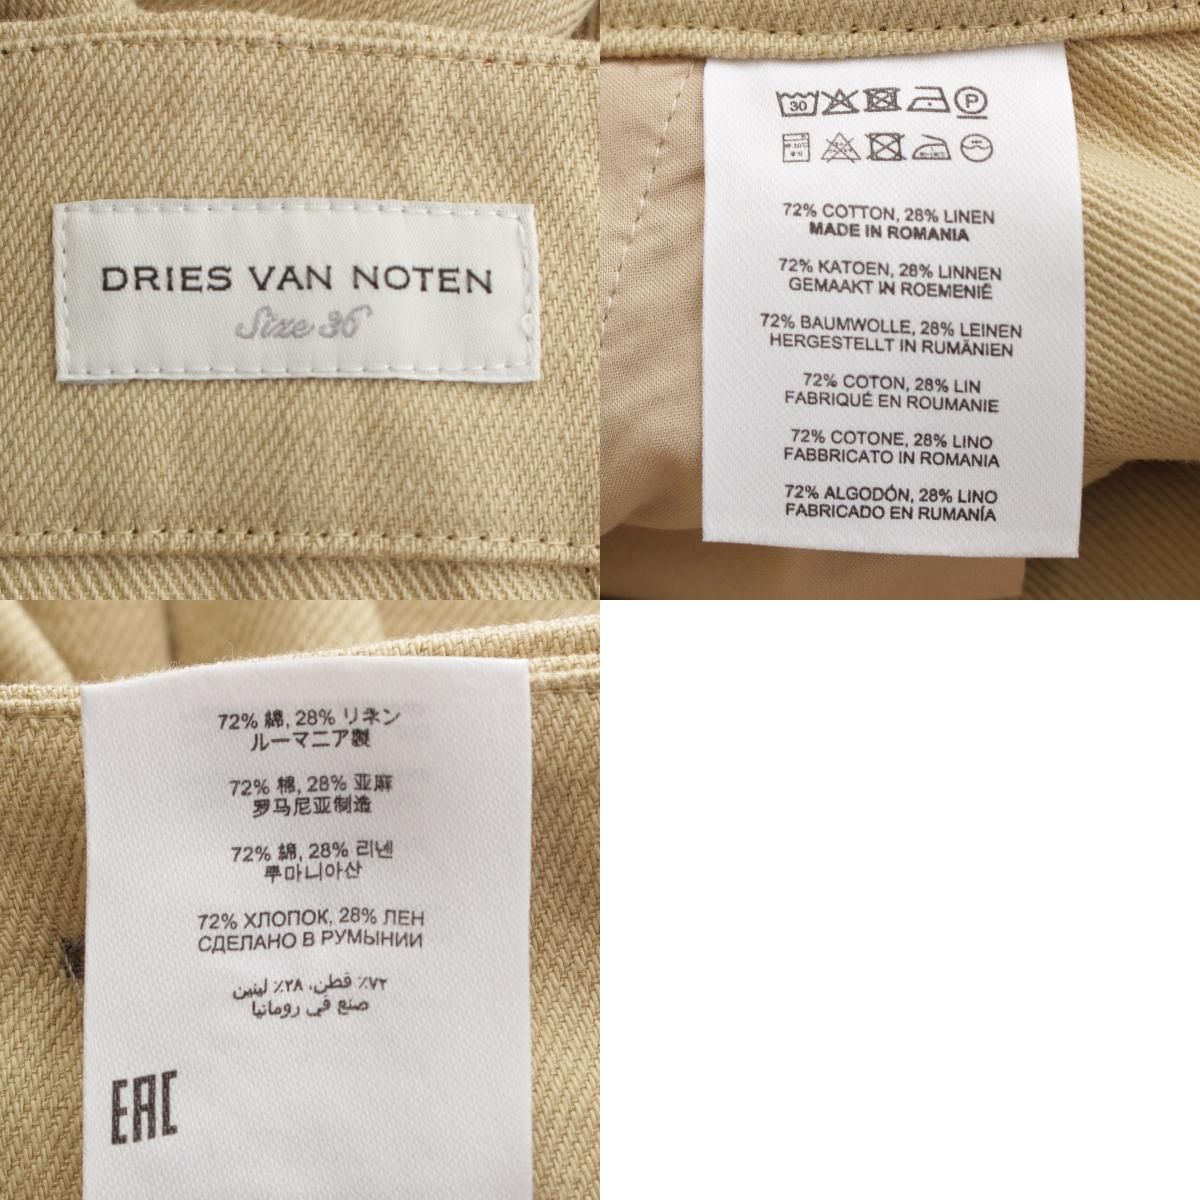 DRIES VAN NOTEN
Size 36
30
P
72% COTTON, 28% LINEN
MADE IN ROMANIA
72% KATOEN, 28% LINNEN
GEMAAKT IN ROEMENIË
72% BAUMWOLLE, 28% LEINEN
HERGESTELLT IN RUMÄNIEN
72% COTON, 28% LIN
FABRIQUÉ EN ROUMANIE
72% COTONE, 28% LINO
FABBRICATO IN ROMANIA
72% ALGODÓN, 28% LINO
FABRICADO EN RUMANÍA
72% 綿, 28% リネン
ルーマニア製
72% 棉, 28% 亚麻
罗马尼亚制造
72% 綿, 28% 리넨
루마니아산
72% ХЛОПОК, 28% ЛЕН
СДЕЛАНО В РУМЫНИИ
٧٢٪ قطن، ٢٨٪ لينين
صنع في رومانيا
EAC